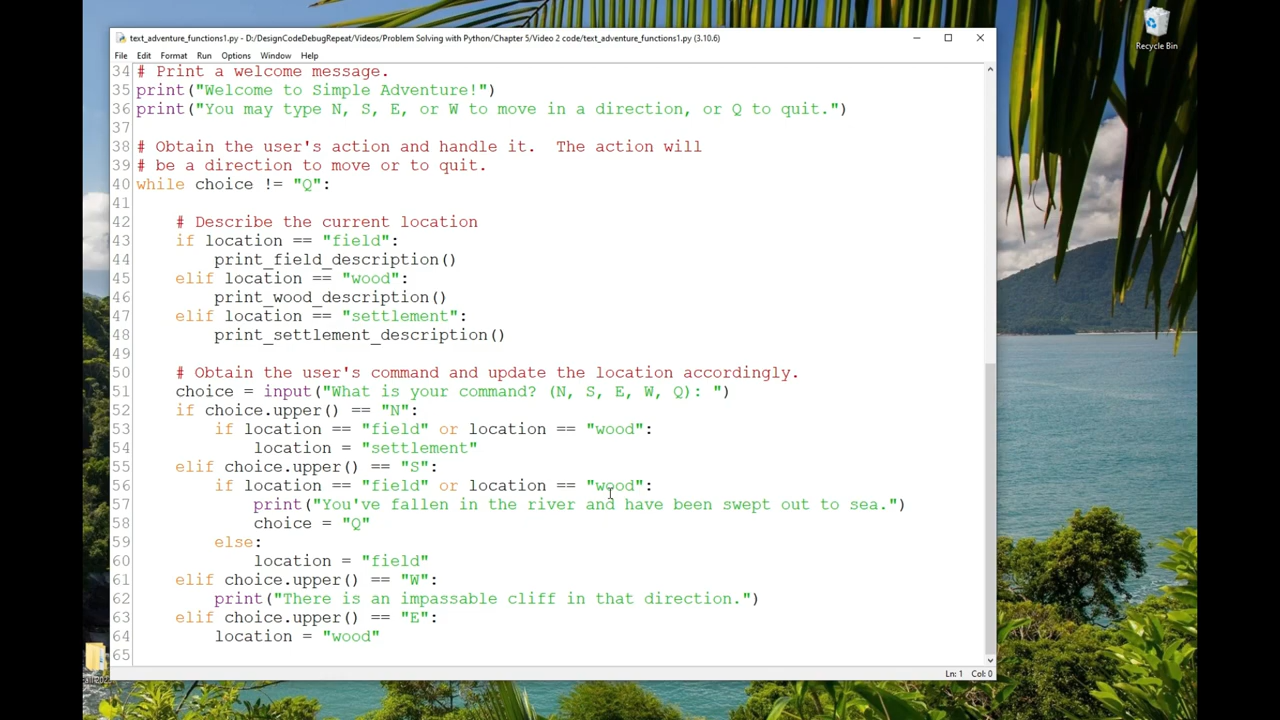 text_adventure_functions1.py - D:/DesignCodeDebugRepeat/Videos/Problem Solving with Python/Chapter 5/Video 2 code/text_adventure_functions1.py (3.10.6)
File Edit Format Run Options Window Help
Recycle Bin
34 # Print a welcome message.
35 print("Welcome to Simple Adventure!")
36 print("You may type N, S, E, or W to move in a direction, or Q to quit.")
37
38 # Obtain the user's action and handle it.  The action will
39 # be a direction to move or to quit.
40 while choice != "Q":
41
42     # Describe the current location
43     if location == "field":
44         print_field_description()
45     elif location == "wood":
46         print_wood_description()
47     elif location == "settlement":
48         print_settlement_description()
49
50     # Obtain the user's command and update the location accordingly.
51     choice = input("What is your command? (N, S, E, W, Q): ")
52     if choice.upper() == "N":
53         if location == "field" or location == "wood":
54             location = "settlement"
55     elif choice.upper() == "S":
56         if location == "field" or location == "wood":
57             print("You've fallen in the river and have been swept out to sea.")
58             choice = "Q"
59         else:
60             location = "field"
61     elif choice.upper() == "W":
62         print("There is an impassable cliff in that direction.")
63     elif choice.upper() == "E":
64         location = "wood"
65
Ln: 1 Col: 0